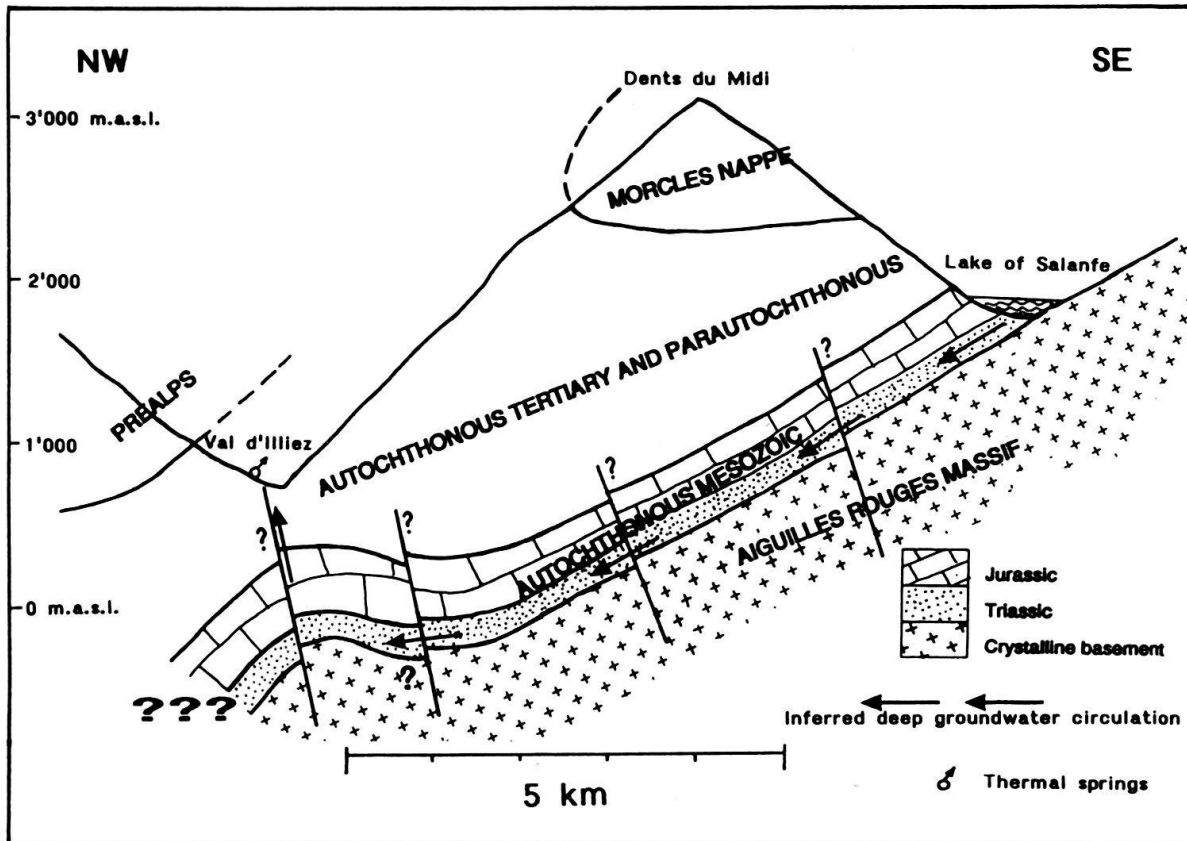 NW
SE
Dents du Midi
3'000 m.a.s.l.
MORCLES NAPPE
Lake of Salanfe
2'000
AUTOCHTHONOUS TERTIARY AND PARAUTOCHTHONOUS
?
PREALPS
1'000
Val d'Illiez
?
AUTOCHTHONOUS MESOZOIC
AIGUILLES ROUGES MASSIF
?
?
Jurassic
0 m.a.s.l.
Triassic
Crystalline basement
?
???
Inferred deep groundwater circulation
5 km
Thermal springs